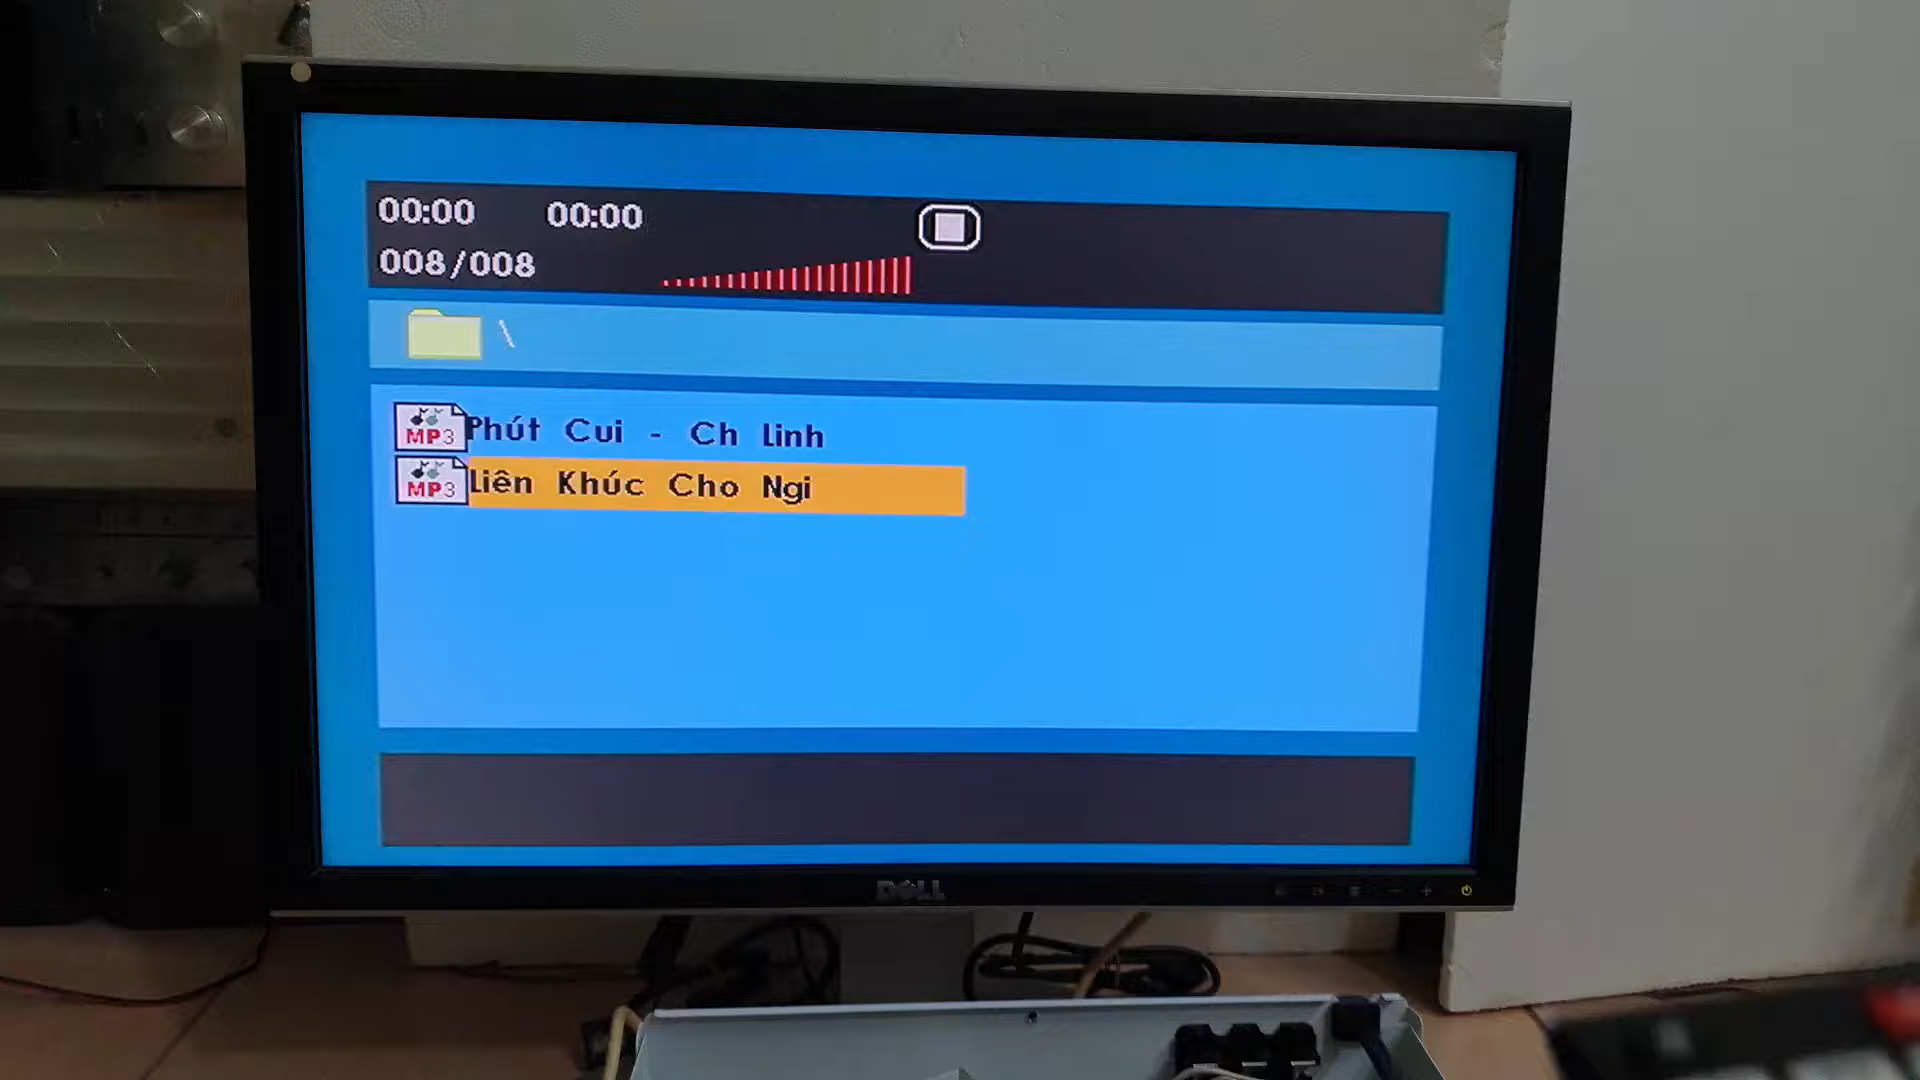 00:00 00:00
008/008
\
MP3 Phút Cui - Ch Linh
MP3 Liên Khúc Cho Ngi
DELL